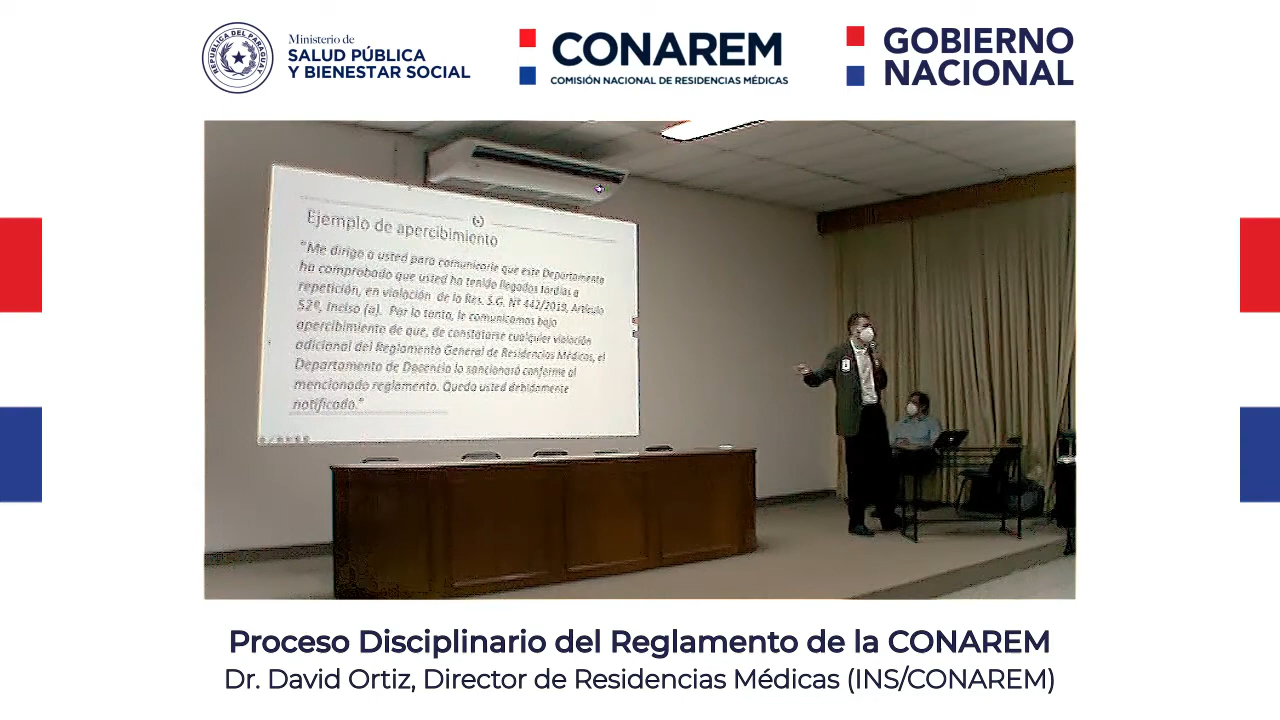 REPÚBLICA DEL PARAGUAY
Ministerio de
SALUD PÚBLICA
Y BIENESTAR SOCIAL
CONAREM
COMISIÓN NACIONAL DE RESIDENCIAS MÉDICAS
GOBIERNO
NACIONAL
Ejemplo de apercibimiento
"Me dirigo a usted para comunicarle que este Departamento
ha comprobado que usted ha tenido llegadas tardías a
repetición, en violación de la Res. S.G. Nº 442/2019, Artículo
52º, Inciso (a). Por lo tanto, le comunicamos bajo
apercibimiento de que, de constatarse cualquier violación
adicional del Reglamento General de Residencias Médicas, el
Departamento de Docencia lo sancionará conforme al
mencionado reglamento. Queda usted debidamente
notificado."
Proceso Disciplinario del Reglamento de la CONAREM
Dr. David Ortiz, Director de Residencias Médicas (INS/CONAREM)